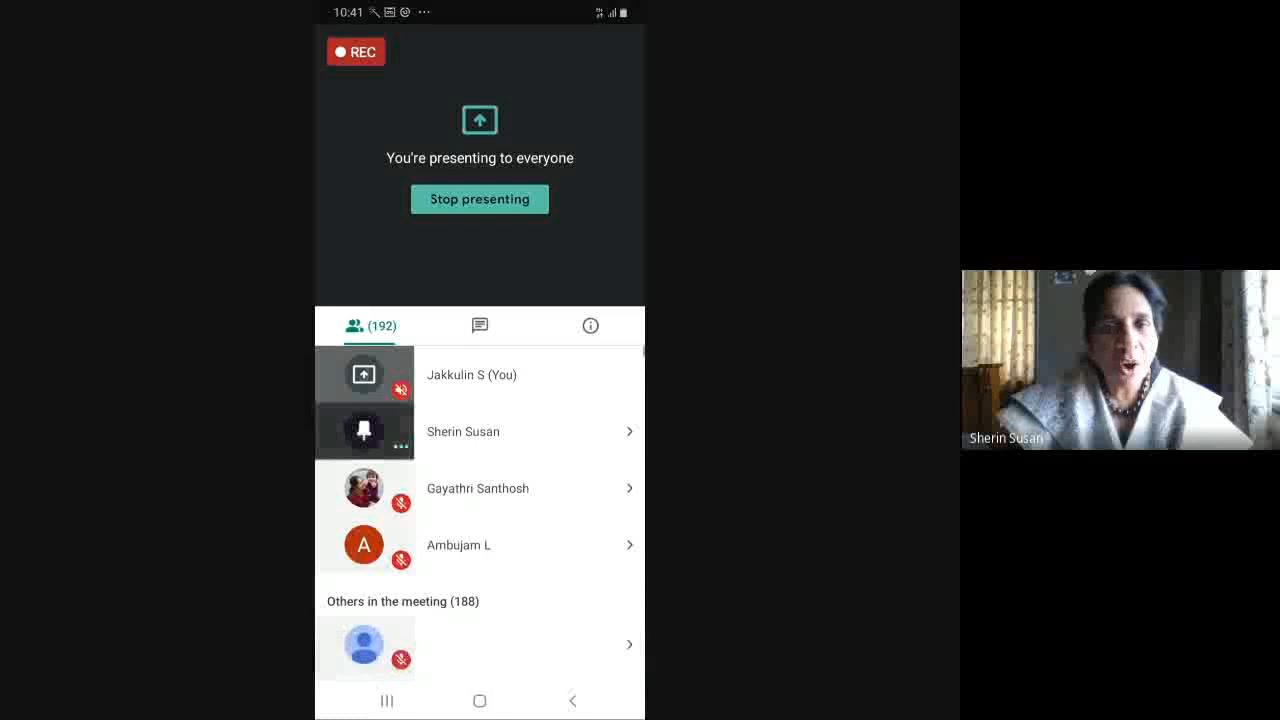 10:41
REC
You're presenting to everyone
Stop presenting
(192)
Jakkulin S (You)
Sherin Susan
Gayathri Santhosh
A
Ambujam L
Others in the meeting (188)
Sherin Susan